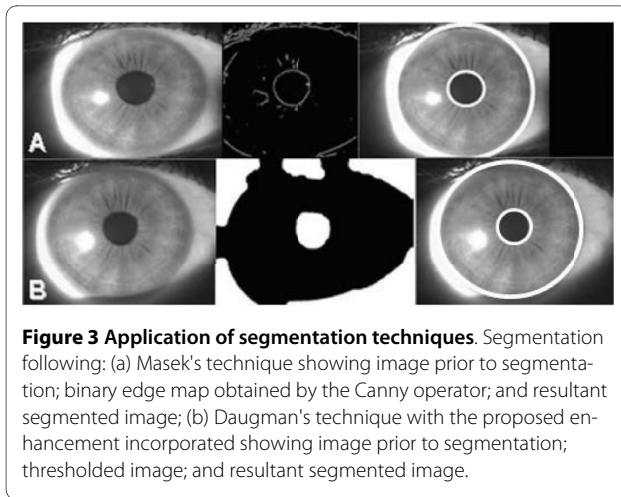 A
B
Figure 3 Application of segmentation techniques. Segmentation
following: (a) Masek's technique showing image prior to segmenta-
tion; binary edge map obtained by the Canny operator; and resultant
segmented image; (b) Daugman's technique with the proposed en-
hancement incorporated showing image prior to segmentation;
thresholded image; and resultant segmented image.